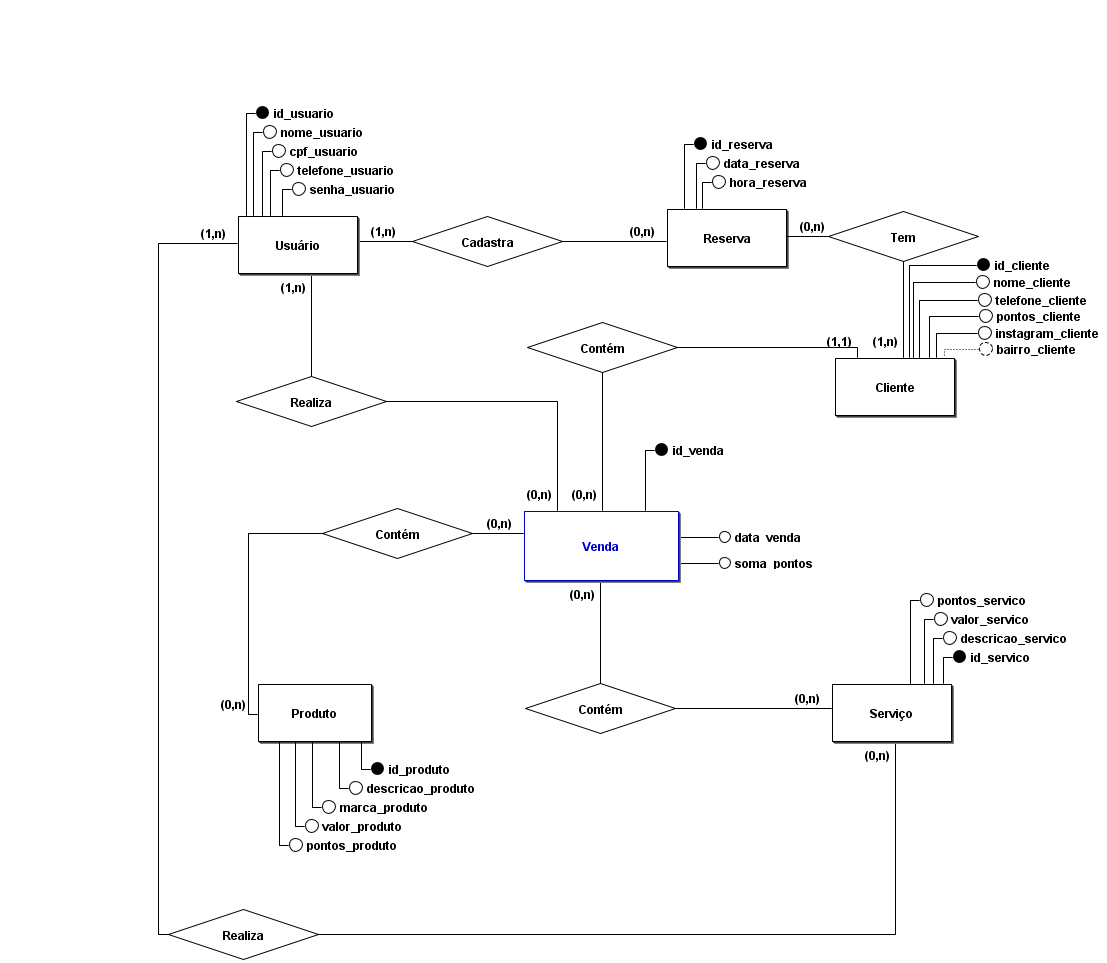 id_usuario
nome_usuario
cpf_usuario
telefone_usuario
senha_usuario
id_reserva
data_reserva
hora_reserva
(1,n)
Usuário
(1,n)
Cadastra
(0,n)
Reserva
(0,n)
Tem
(1,n)
id_cliente
nome_cliente
telefone_cliente
pontos_cliente
instagram_cliente
bairro_cliente
Contém
(1,1)
(1,n)
Cliente
Realiza
id_venda
(0,n)
(0,n)
Contém
(0,n)
Venda
data_venda
soma_pontos
(0,n)
pontos_servico
valor_servico
descricao_servico
id_servico
(0,n)
Produto
Contém
(0,n)
Serviço
(0,n)
id_produto
descricao_produto
marca_produto
valor_produto
pontos_produto
Realiza